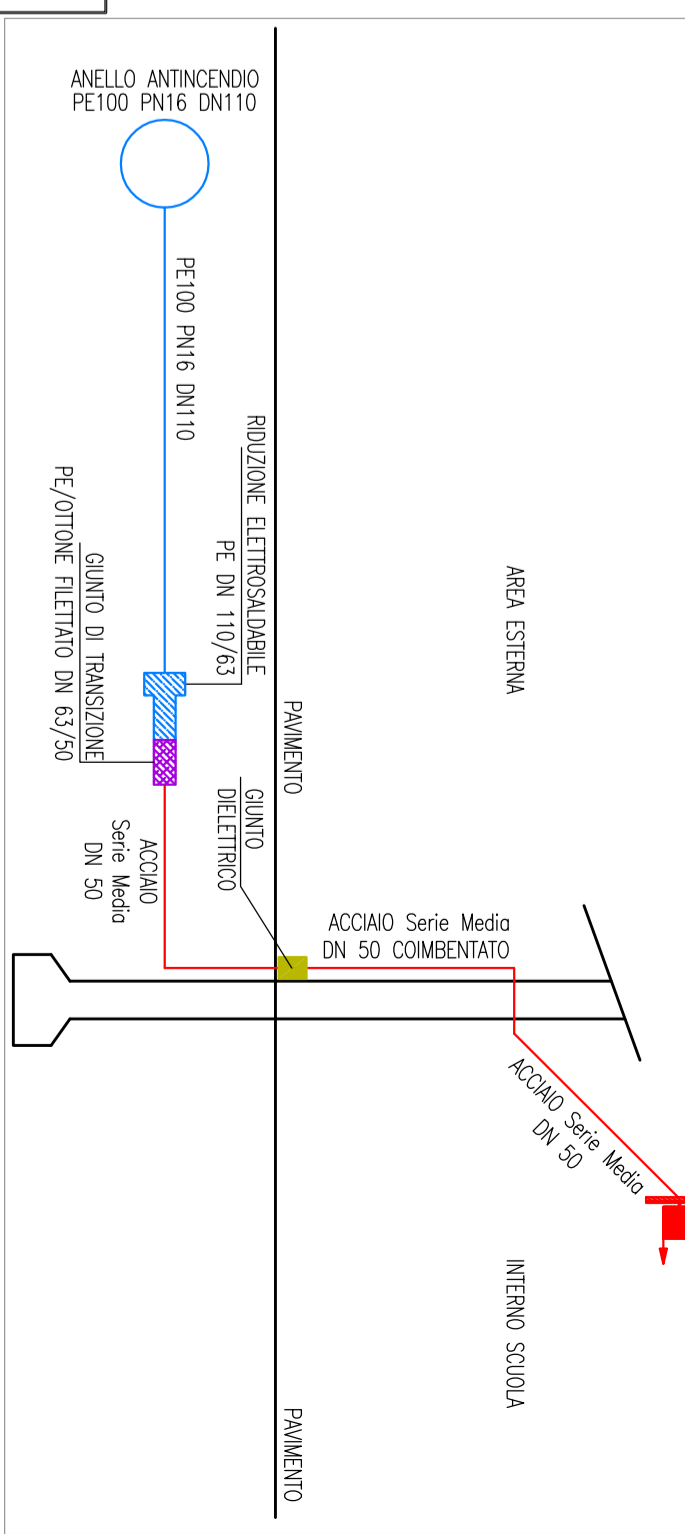 ANELLO ANTINCENDIO
PE100 PN16 DN110
PE100 PN16 DN110
RIDUZIONE ELETTROSALDABILE
PE DN 110/63
GIUNTO DI TRANSIZIONE
PE/OTTONE FILETTATO DN 63/50
ACCIAIO
Serie Media
DN 50
GIUNTO
DIELETTRICO
PAVIMENTO
AREA ESTERNA
ACCIAIO Serie Media
DN 50 COIMBENTATO
ACCIAIO Serie Media
DN 50
INTERNO SCUOLA
PAVIMENTO